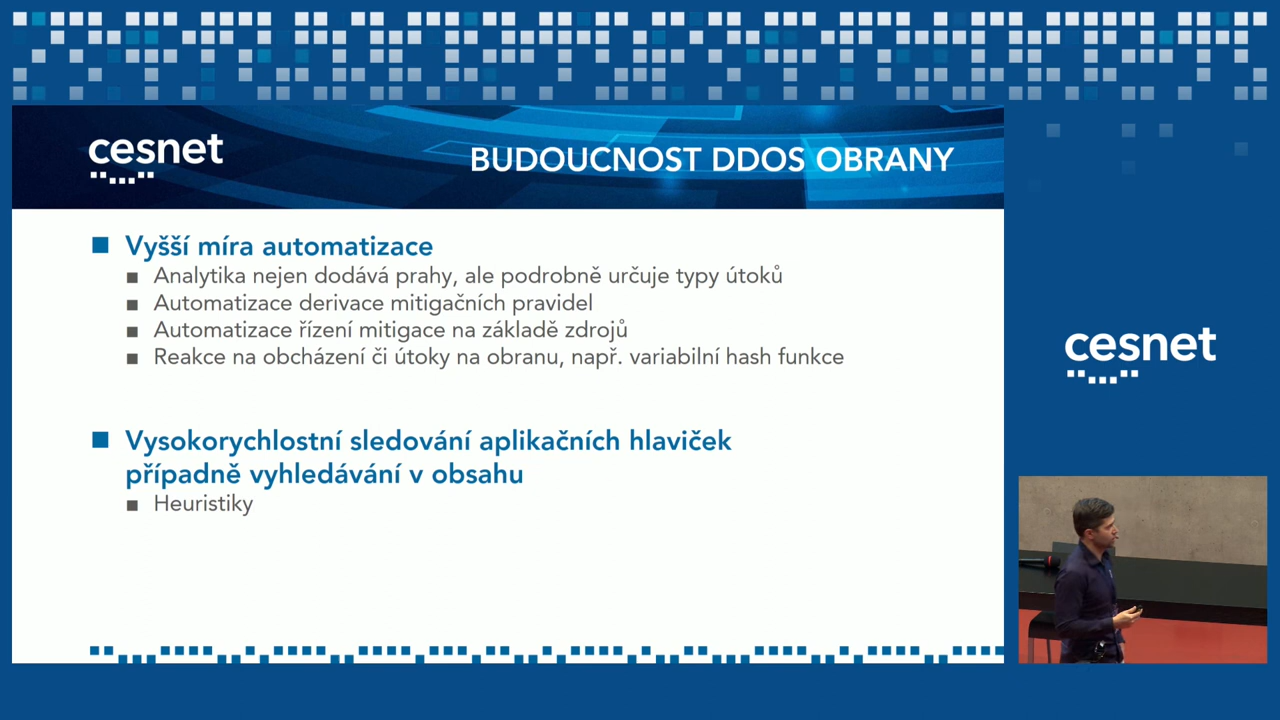 cesnet
BUDOUCNOST DDOS OBRANY
Vyšší míra automatizace
Analytika nejen dodává prahy, ale podrobně určuje typy útoků
Automatizace derivace mitigačních pravidel
Automatizace řízení mitigace na základě zdrojů
Reakce na obcházení či útoky na obranu, např. variabilní hash funkce
Vysokorychlostní sledování aplikačních hlaviček
případně vyhledávání v obsahu
Heuristiky
cesnet